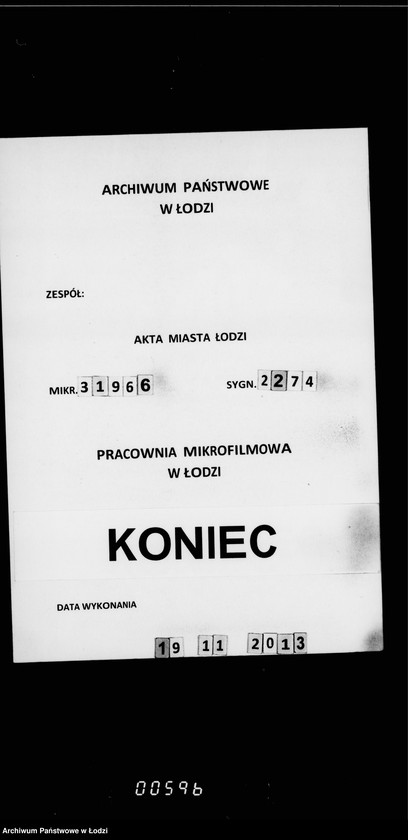 ARCHIWUM PAŃSTWOWE
W ŁODZI
ZESPÓŁ:
AKTA MIASTA ŁODZI
MIKR. 31966 SYGN. 2274
PRACOWNIA MIKROFILMOWA
W ŁODZI
KONIEC
DATA WYKONANIA
19 11 2013
00596
Archiwum Państwowe w Łodzi